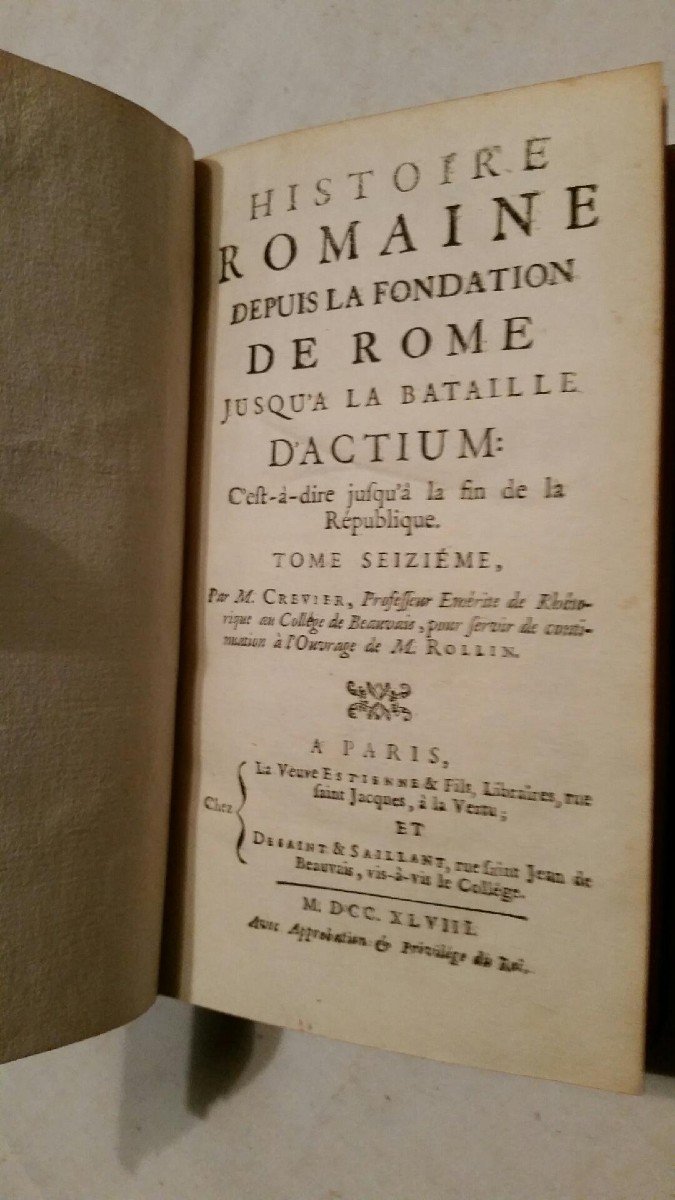 HISTOIRE
ROMAINE
DEPUIS LA FONDATION
DE ROME
JUSQU'A LA BATAILLE
D'ACTIUM:
C'est-à-dire jusqu'à la fin de la
République.
TOME SEIZIÉME,
Par M. CREVIER, Professeur Emérite de Rhéto-
rique au Collége de Beauvais, pour servir de conti-
nuation à l'Ouvrage de M. ROLLIN.
A PARIS,
Chez
La Veuve ESTIENNE & Fils, Libraires, rue
saint Jacques, à la Vertu;
ET
DESAINT & SAILLANT, rue saint Jean de
Beauvais, vis-à-vis le Collége.
M. DCC. XLVIII.
Avec Approbation & Privilége du Roi.